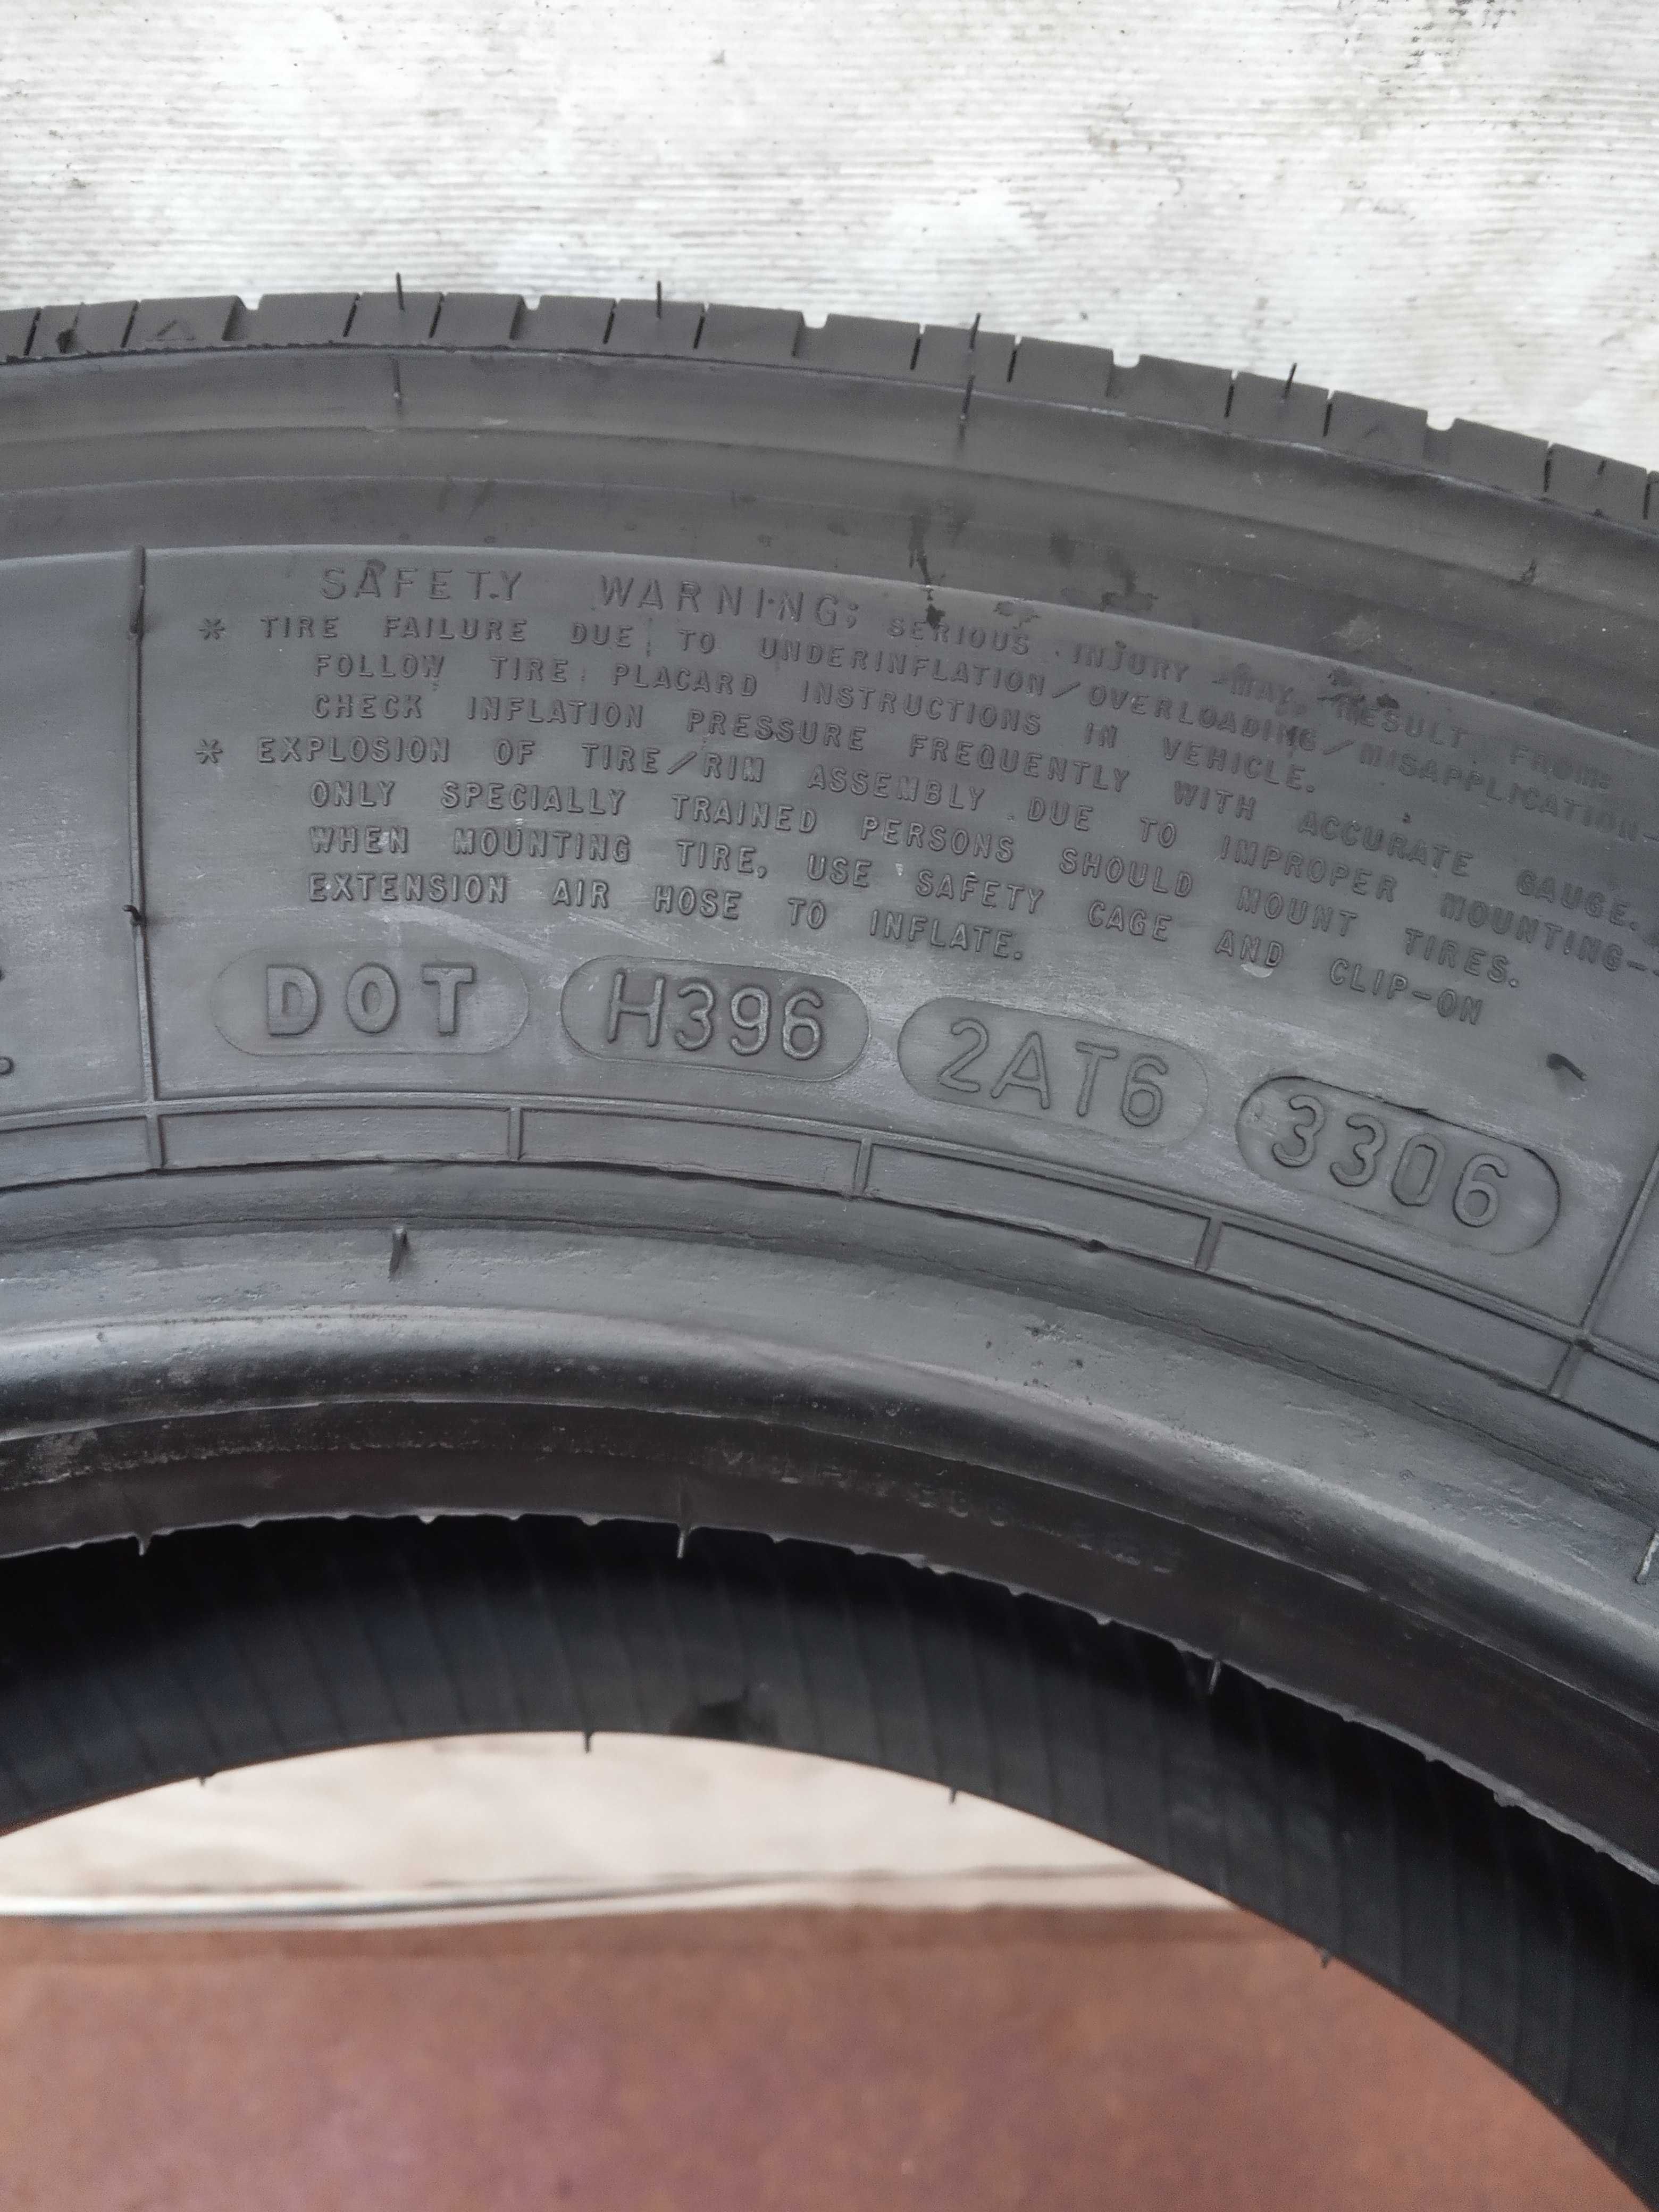 SAFETY WARNING; SERIOUS INJURY MAY RESULT FROM:
* TIRE FAILURE DUE TO UNDERINFLATION/OVERLOADING/MISAPPLICATION-
FOLLOW TIRE PLACARD INSTRUCTIONS IN VEHICLE.
CHECK INFLATION PRESSURE FREQUENTLY WITH ACCURATE GAUGE.
* EXPLOSION OF TIRE/RIM ASSEMBLY DUE TO IMPROPER MOUNTING--
ONLY SPECIALLY TRAINED PERSONS SHOULD MOUNT TIRES.
WHEN MOUNTING TIRE, USE SAFETY CAGE AND CLIP-ON
EXTENSION AIR HOSE TO INFLATE.
DOT H396 2AT6 3306